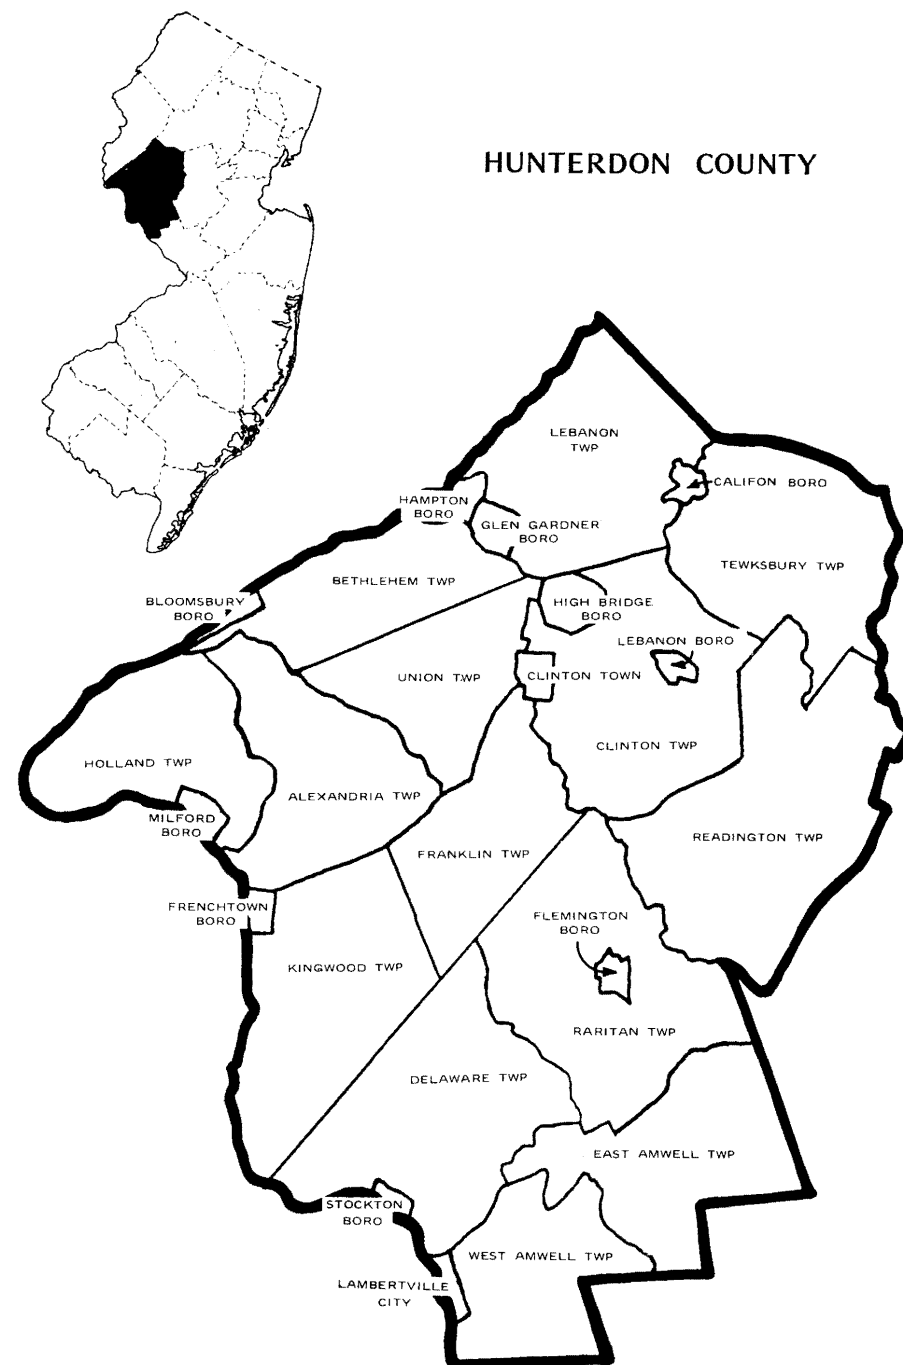 HUNTERDON COUNTY
LEBANON
TWP
CALIFON BORO
HAMPTON
BORO
GLEN GARDNER
BORO
TEWKSBURY TWP
BETHLEHEM TWP
BLOOMSBURY
BORO
HIGH BRIDGE
BORO
LEBANON BORO
UNION TWP
CLINTON TOWN
CLINTON TWP
HOLLAND TWP
ALEXANDRIA TWP
MILFORD
BORO
READINGTON TWP
FRANKLIN TWP
FRENCHTOWN
BORO
FLEMINGTON
BORO
KINGWOOD TWP
RARITAN TWP
DELAWARE TWP
EAST AMWELL TWP
STOCKTON
BORO
WEST AMWELL TWP
LAMBERTVILLE
CITY